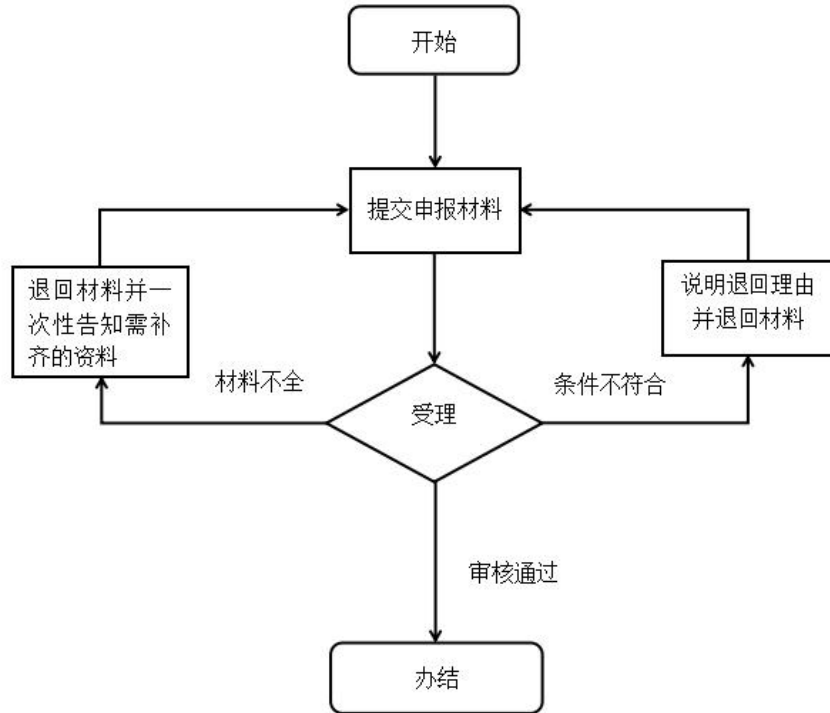 开始
提交申报材料
退回材料并一
次性告知需补
齐的资料
说明退回理由
并退回材料
材料不全
受理
条件不符合
审核通过
办结